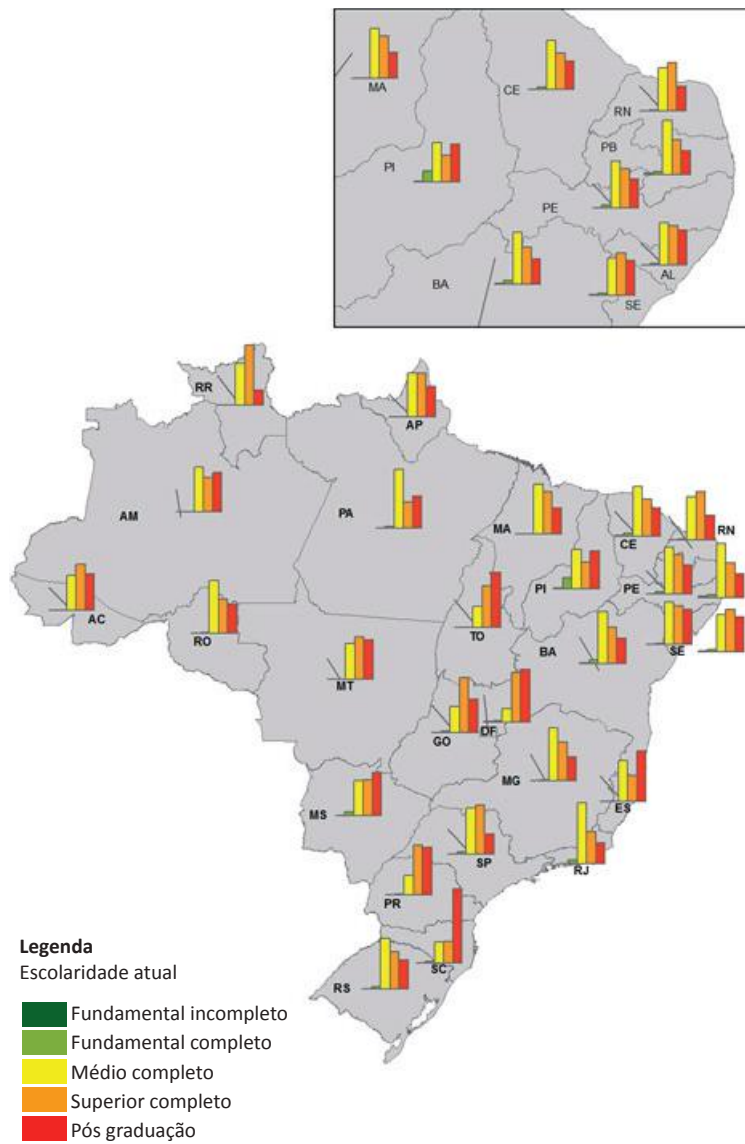 MA
CE
RN
PB
PI
PE
BA
AL
SE
RR
AP
AM
PA
MA
CE
RN
PI
PE
AC
RO
TO
BA
SE
MT
GO
DF
MG
ES
MS
SP
RJ
PR
SC
RS
Legenda
Escolaridade atual
Fundamental incompleto
Fundamental completo
Médio completo
Superior completo
Pós graduação